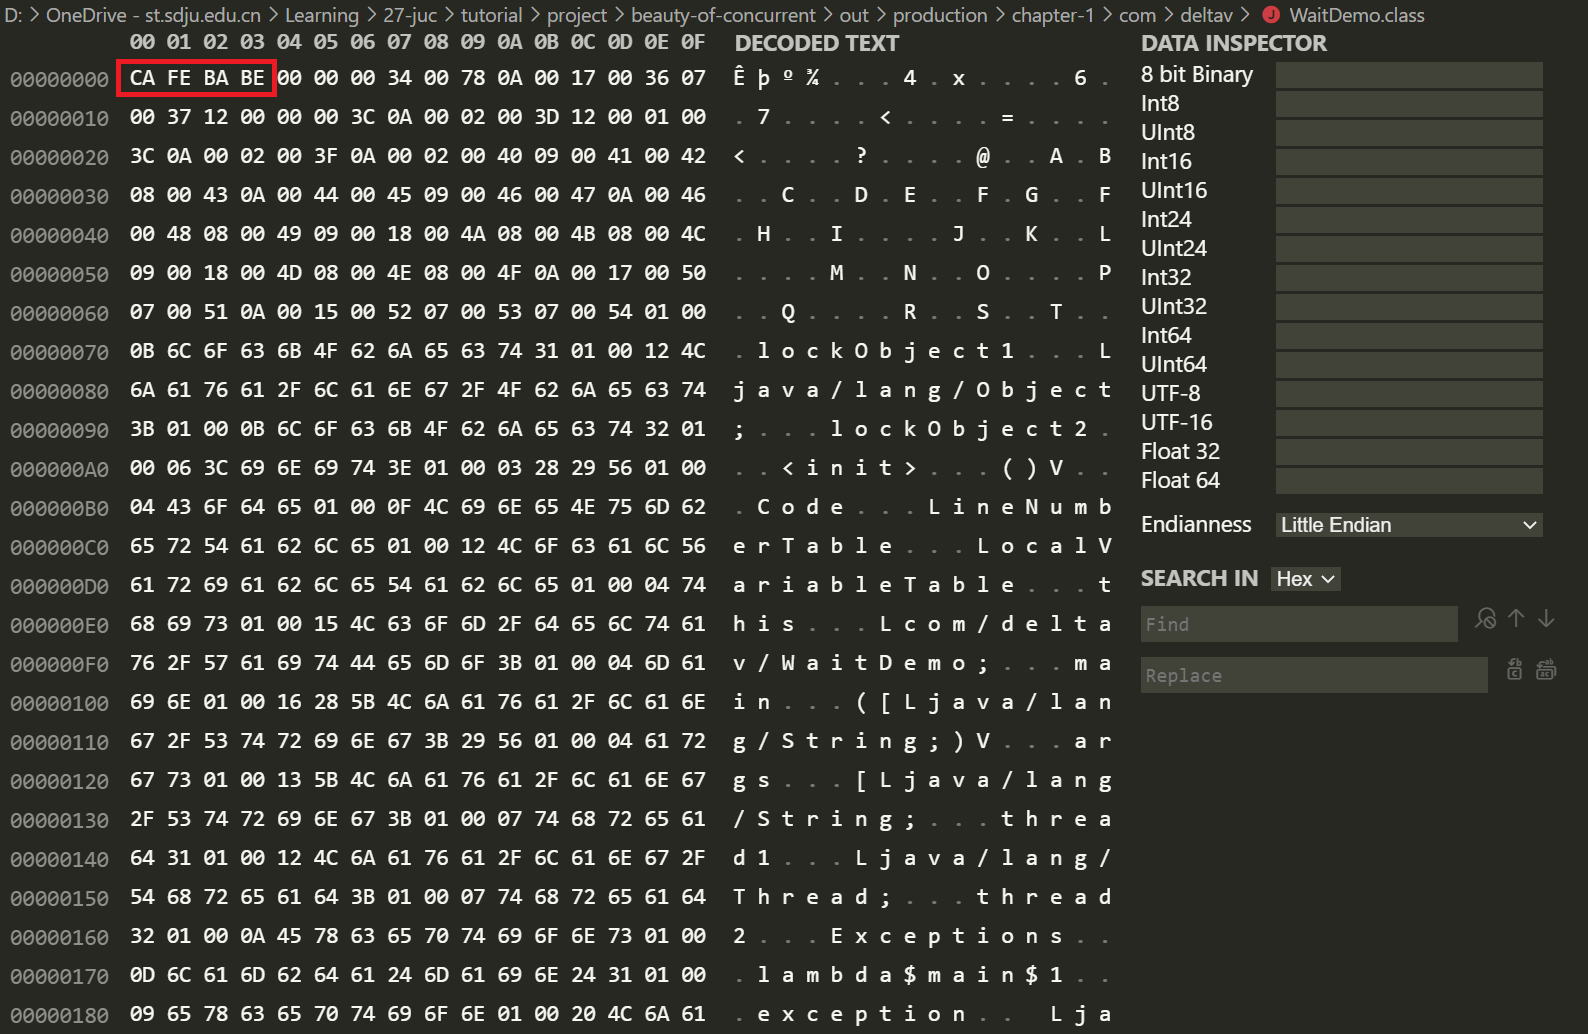 D: > OneDrive - st.sdju.edu.cn > Learning > 27-juc > tutorial > project > beauty-of-concurrent > out > production > chapter-1 > com > deltav > J WaitDemo.class
00 01 02 03 04 05 06 07 08 09 0A 0B 0C 0D 0E 0F DECODED TEXT
00000000 CA FE BA BE 00 00 00 34 00 78 0A 00 17 00 36 07 Ê þ º ¾ . . . 4 . x . . . . 6 .
00000010 00 37 12 00 00 00 3C 0A 00 02 00 3D 12 00 01 00 . 7 . . . . < . . . . = . . . .
00000020 3C 0A 00 02 00 3F 0A 00 02 00 40 09 00 41 00 42 < . . . . ? . . . . @ . . A . B
00000030 08 00 43 0A 00 44 00 45 09 00 46 00 47 0A 00 46 . . C . . D . E . . F . G . . F
00000040 00 48 08 00 49 09 00 18 00 4A 08 00 4B 08 00 4C . H . . I . . . . J . . K . . L
00000050 09 00 18 00 4D 08 00 4E 08 00 4F 0A 00 17 00 50 . . . . M . . N . . O . . . . P
00000060 07 00 51 0A 00 15 00 52 07 00 53 07 00 54 01 00 . . Q . . . . R . . S . . T . .
00000070 0B 6C 6F 63 6B 4F 62 6A 65 63 74 31 01 00 12 4C . l o c k O b j e c t 1 . . . L
00000080 6A 61 76 61 2F 6C 61 6E 67 2F 4F 62 6A 65 63 74 j a v a / l a n g / O b j e c t
00000090 3B 01 00 0B 6C 6F 63 6B 4F 62 6A 65 63 74 32 01 ; . . . l o c k O b j e c t 2 .
000000A0 00 06 3C 69 6E 69 74 3E 01 00 03 28 29 56 01 00 . . < i n i t > . . . ( ) V . .
000000B0 04 43 6F 64 65 01 00 0F 4C 69 6E 65 4E 75 6D 62 . C o d e . . . L i n e N u m b
000000C0 65 72 54 61 62 6C 65 01 00 12 4C 6F 63 61 6C 56 e r T a b l e . . . L o c a l V
000000D0 61 72 69 61 62 6C 65 54 61 62 6C 65 01 00 04 74 a r i a b l e T a b l e . . . t
000000E0 68 69 73 01 00 15 4C 63 6F 6D 2F 64 65 6C 74 61 h i s . . . L c o m / d e l t a
000000F0 76 2F 57 61 69 74 44 65 6D 6F 3B 01 00 04 6D 61 v / W a i t D e m o ; . . . m a
00000100 69 6E 01 00 16 28 5B 4C 6A 61 76 61 2F 6C 61 6E i n . . . ( [ L j a v a / l a n
00000110 67 2F 53 74 72 69 6E 67 3B 29 56 01 00 04 61 72 g / S t r i n g ; ) V . . . a r
00000120 67 73 01 00 13 5B 4C 6A 61 76 61 2F 6C 61 6E 67 g s . . . [ L j a v a / l a n g
00000130 2F 53 74 72 69 6E 67 3B 01 00 07 74 68 72 65 61 / S t r i n g ; . . . t h r e a
00000140 64 31 01 00 12 4C 6A 61 76 61 2F 6C 61 6E 67 2F d 1 . . . L j a v a / l a n g /
00000150 54 68 72 65 61 64 3B 01 00 07 74 68 72 65 61 64 T h r e a d ; . . . t h r e a d
00000160 32 01 00 0A 45 78 63 65 70 74 69 6F 6E 73 01 00 2 . . . E x c e p t i o n s . .
00000170 0D 6C 61 6D 62 64 61 24 6D 61 69 6E 24 31 01 00 . l a m b d a $ m a i n $ 1 . .
00000180 09 65 78 63 65 70 74 69 6F 6E 01 00 20 4C 6A 61 . e x c e p t i o n . . L j a
DATA INSPECTOR
8 bit Binary
Int8
UInt8
Int16
UInt16
Int24
UInt24
Int32
UInt32
Int64
UInt64
UTF-8
UTF-16
Float 32
Float 64
Endianness Little Endian
SEARCH IN Hex
Find
Replace